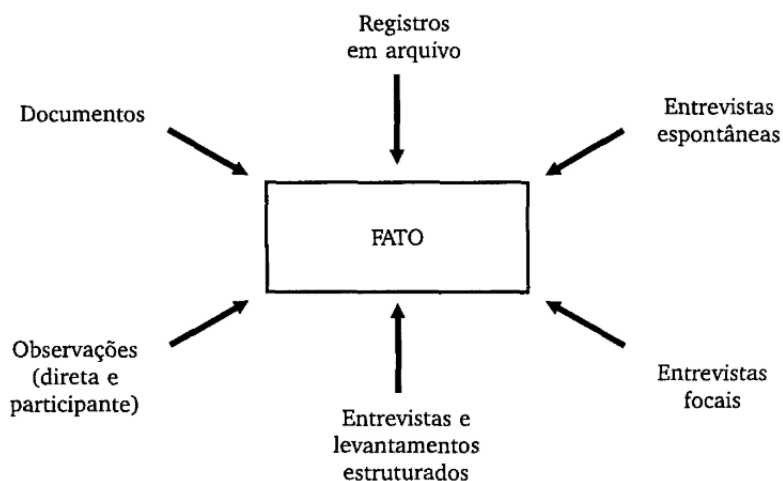 Registros
em arquivo
Documentos
Entrevistas
espontâneas
FATO
Observações
(direta e
participante)
Entrevistas e
levantamentos
estruturados
Entrevistas
focais